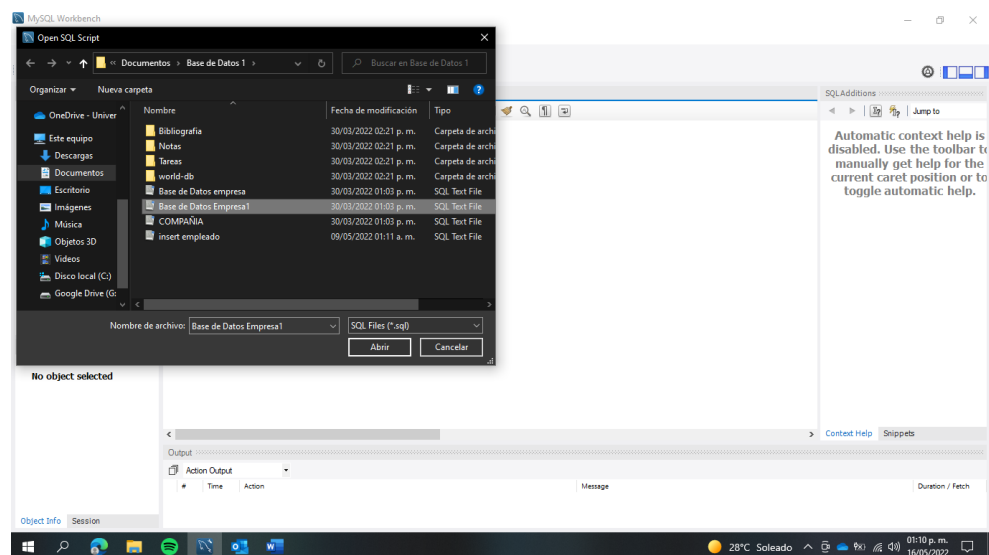 MySQL Workbench
Open SQL Script
« Documentos > Base de Datos 1 >
Buscar en Base de Datos 1
Organizar
Nueva carpeta
OneDrive - Univer
Este equipo
Descargas
Documentos
Escritorio
Imágenes
Música
Objetos 3D
Videos
Disco local (C:)
Google Drive (G:
Nombre Fecha de modificación Tipo
Bibliografia 30/03/2022 02:21 p. m. Carpeta de archi
Notas 30/03/2022 02:21 p. m. Carpeta de archi
Tareas 30/03/2022 02:21 p. m. Carpeta de archi
world-db 30/03/2022 02:21 p. m. Carpeta de archi
Base de Datos empresa 30/03/2022 01:03 p. m. SQL Text File
Base de Datos Empresa1 30/03/2022 01:03 p. m. SQL Text File
COMPAÑIA 30/03/2022 01:03 p. m. SQL Text File
insert empleado 09/05/2022 01:11 a. m. SQL Text File
Nombre de archivo: Base de Datos Empresa1 SQL Files (*.sql)
Abrir Cancelar
SQLAdditions
Jump to
Automatic context help is
disabled. Use the toolbar to
manually get help for the
current caret position or to
toggle automatic help.
No object selected
Context Help Snippets
Output
Action Output
# Time Action Message Duration / Fetch
Object Info Session
28°C Soleado
01:10 p. m.
16/05/2022